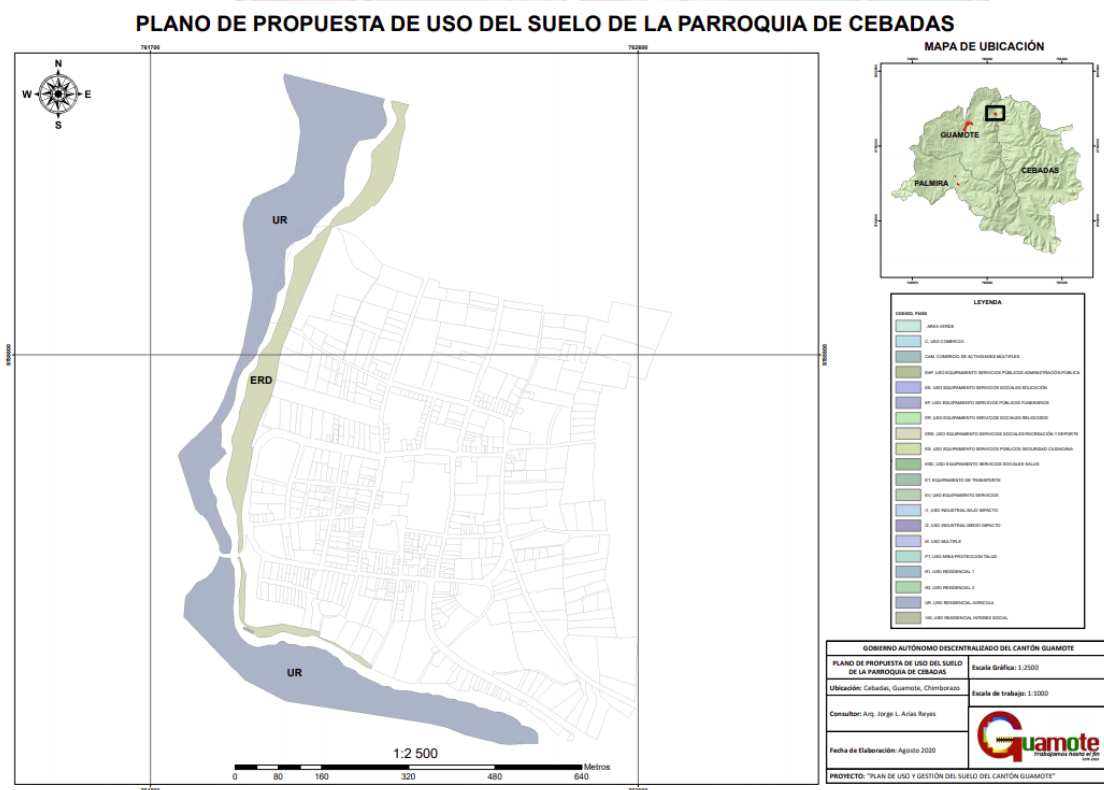 PLANO DE PROPUESTA DE USO DEL SUELO DE LA PARROQUIA DE CEBADAS
MAPA DE UBICACIÓN
N
W E
S
UR
ERD
UR
GUAMOTE
CEBADAS
PALMIRA
LEYENDA
CODIGO, PUGS
, AREA VERDE
C, USO COMERCIO
CAM, COMERCIO DE ACTIVIDADES MÚLTIPLES
EAP, USO EQUIPAMIENTO SERVICIOS PÚBLICOS ADMINISTRACIÓN PÚBLICA
EE, USO EQUIPAMIENTO SERVICIOS SOCIALES EDUCACIÓN
EF, USO EQUIPAMIENTO SERVICIOS PÚBLICOS FUNERARIOS
ER, USO EQUIPAMIENTO SERVICIOS SOCIALES RELIGIOSOS
ERD, USO EQUIPAMIENTO SERVICIOS SOCIALES RECREACIÓN Y DEPORTE
ES, USO EQUIPAMIENTO SERVICIOS PÚBLICOS SEGURIDAD CIUDADANA
USO EQUIPAMIENTO SERVICIOS SOCIALES SALUD
ET, EQUIPAMIENTO DE TRANSPORTE
EV, USO EQUIPAMIENTO SERVICIOS
I1, USO INDUSTRIAL BAJO IMPACTO
I2, USO INDUSTRIAL MEDIO IMPACTO
M, USO MULTIPLE
PT, USO AREA PROTECCION TALUD
R1, USO RESIDENCIAL 1
R2, USO RESIDENCIAL 2
UR, USO RESIDENCIAL AGRICOLA
VIS, USO RESIDENCIAL INTERES SOCIAL
GOBIERNO AUTÓNOMO DESCENTRALIZADO DEL CANTÓN GUAMOTE
PLANO DE PROPUESTA DE USO DEL SUELO
DE LA PARROQUIA DE CEBADAS
Escala Gráfica: 1:2500
Ubicación: Cebadas, Guamote, Chimborazo
Escala de trabajo: 1:1000
Consultor: Arq. Jorge L. Arias Reyes
Guamote
Trabajamos hasta el fin
Fecha de Elaboración: Agosto 2020
PROYECTO: "PLAN DE USO Y GESTIÓN DEL SUELO DEL CANTÓN GUAMOTE"
1:2 500
Metros
0 80 160 320 480 640